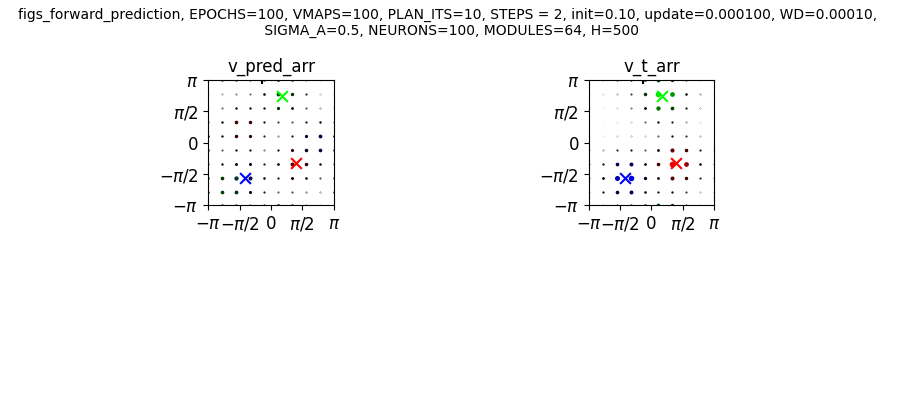 figs_forward_prediction, EPOCHS=100, VMAPS=100, PLAN_ITS=10, STEPS = 2, init=0.10, update=0.000100, WD=0.00010,
SIGMA_A=0.5, NEURONS=100, MODULES=64, H=500
v_pred_arr
π
π/2
0
−π/2
−π
−π −π/2 0 π/2 π
v_t_arr
π
π/2
0
−π/2
−π
−π −π/2 0 π/2 π